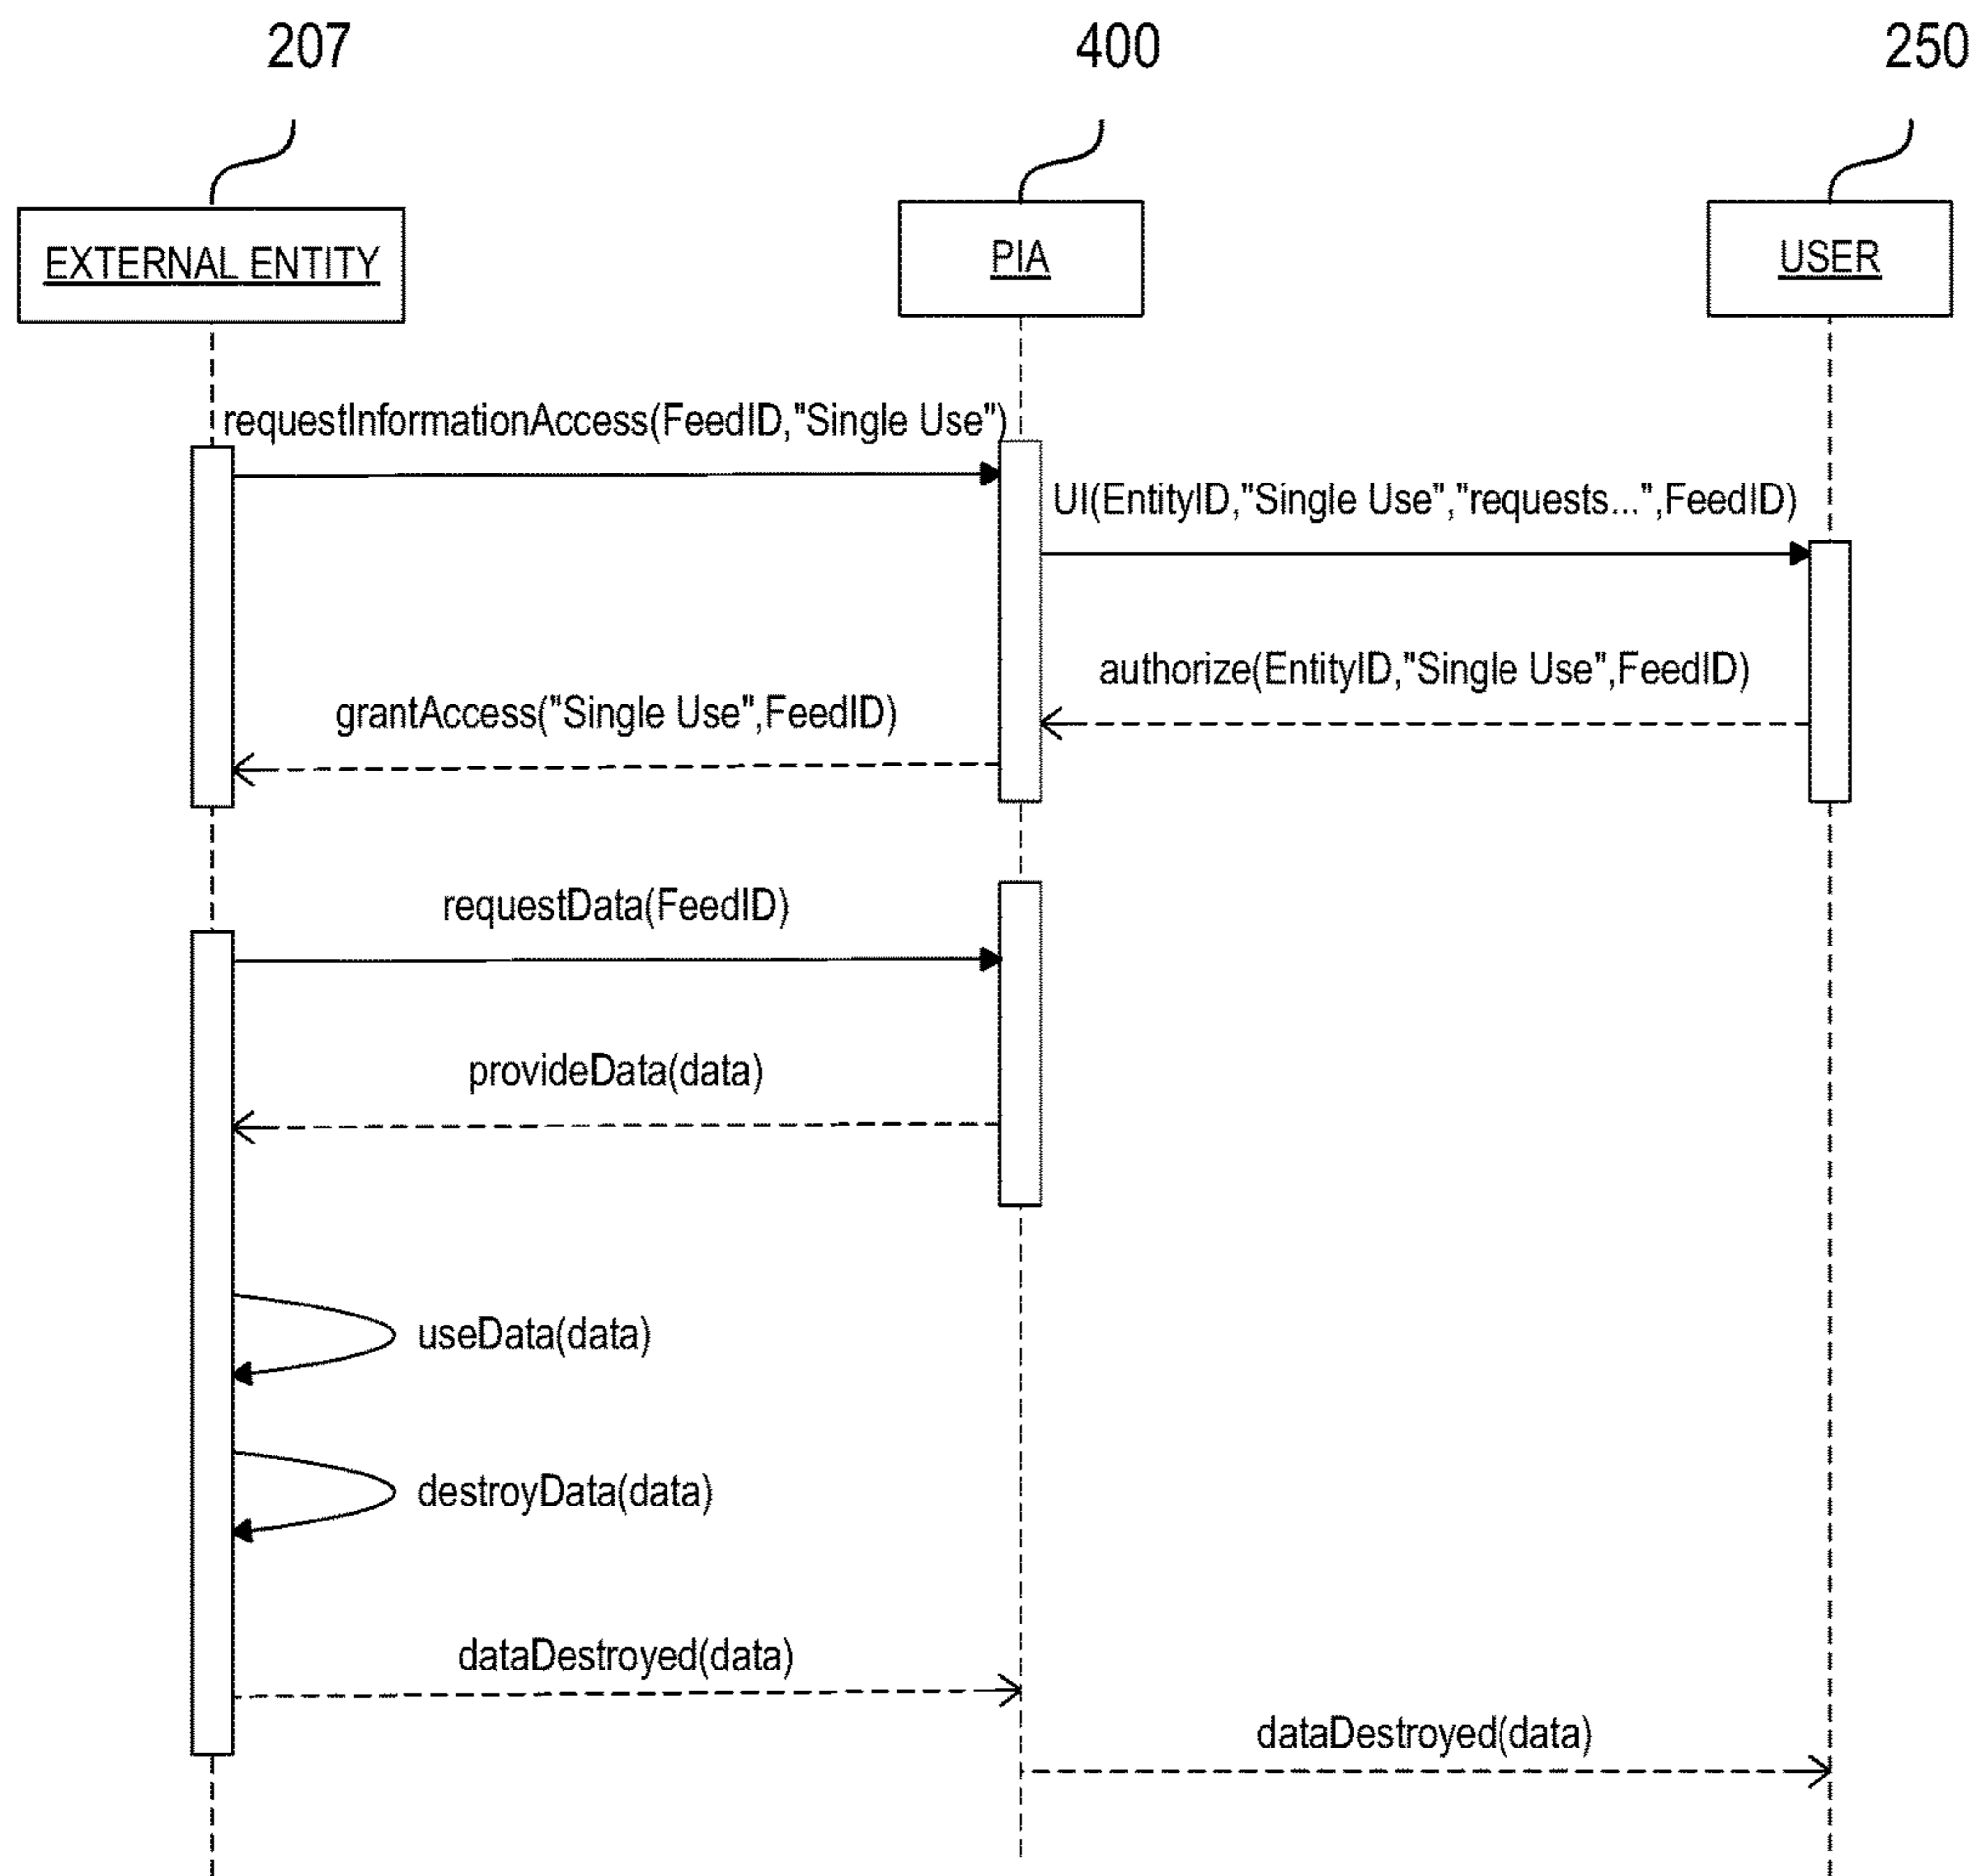 207
400
250
EXTERNAL ENTITY
PIA
USER
requestInformationAccess(FeedID,"Single Use")
UI(EntityID,"Single Use","requests...",FeedID)
authorize(EntityID,"Single Use",FeedID)
grantAccess("Single Use",FeedID)
requestData(FeedID)
provideData(data)
useData(data)
destroyData(data)
dataDestroyed(data)
dataDestroyed(data)